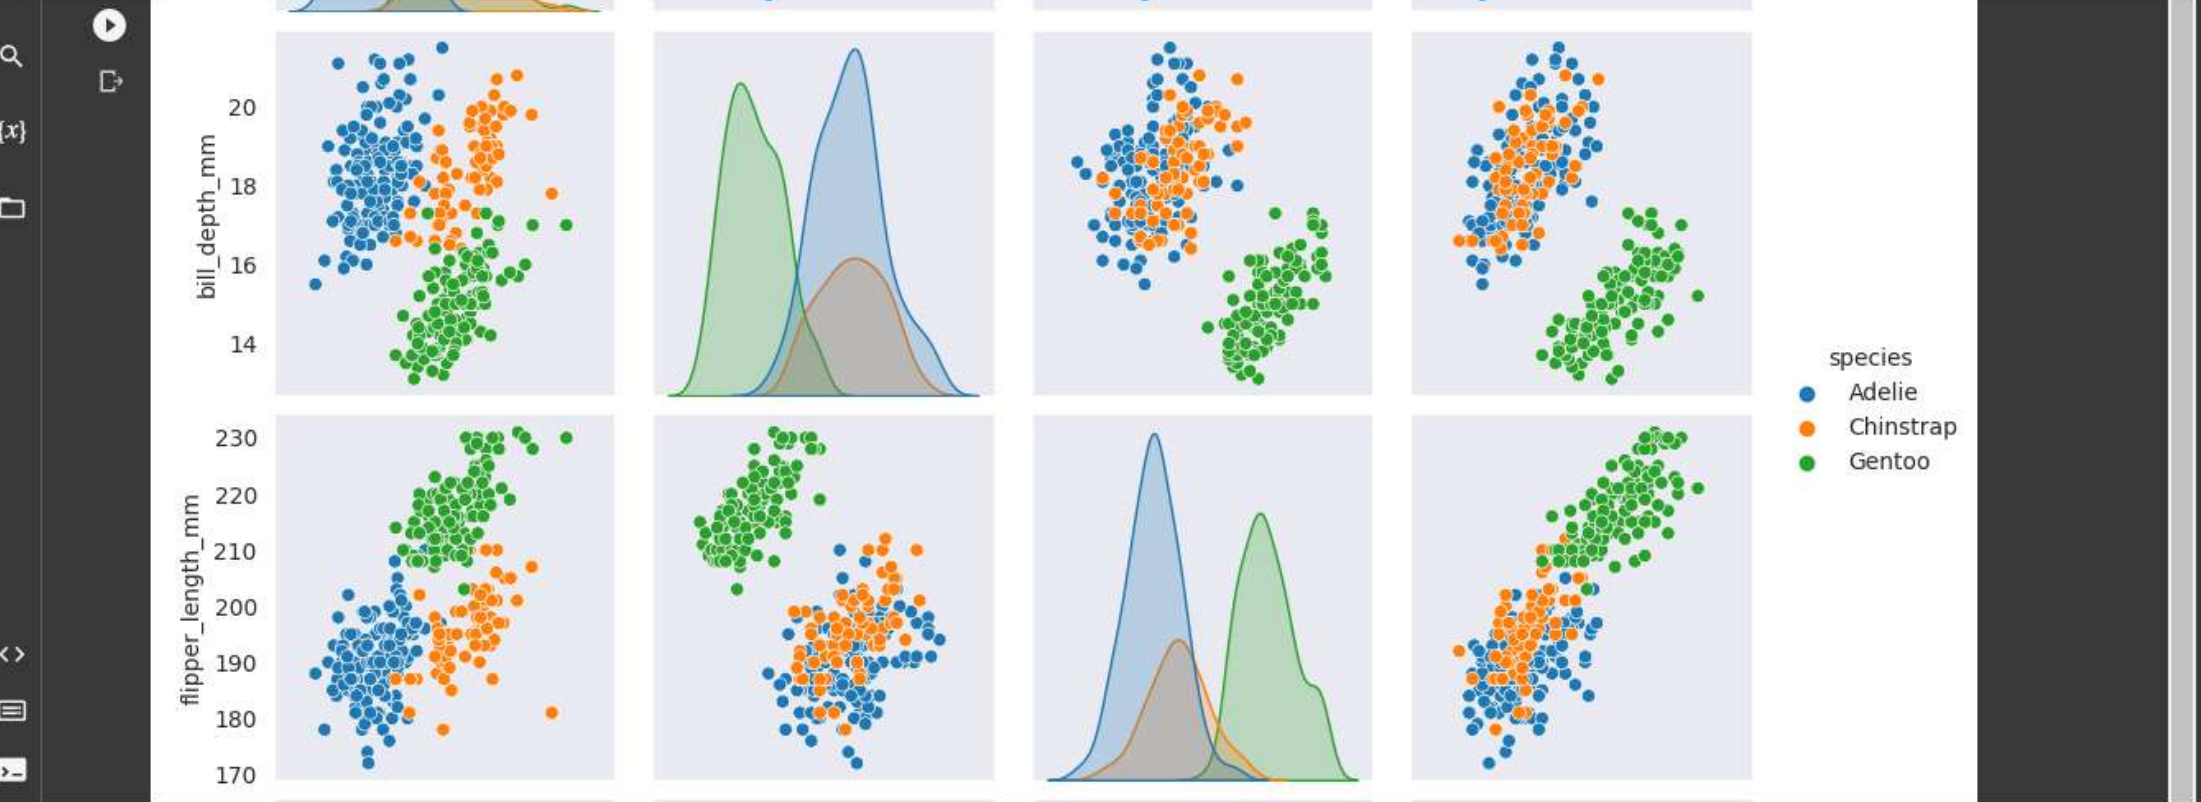 {x}
bill_depth_mm
20
18
16
14
flipper_length_mm
230
220
210
200
190
180
170
species
Adelie
Chinstrap
Gentoo